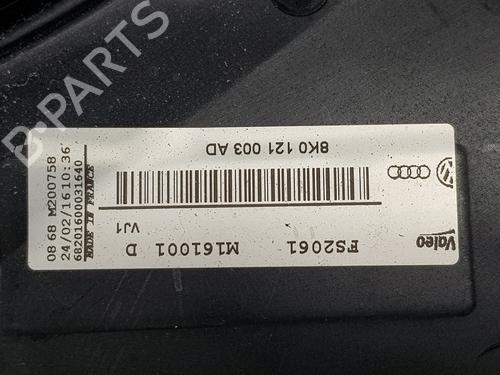 Valeo
FS2061 M161001 D
VJ1
8K0 121 003 AD
08 68 M200758
24/02/16 10:36
68201600031640
MADE IN FRANCE
B-PARTS